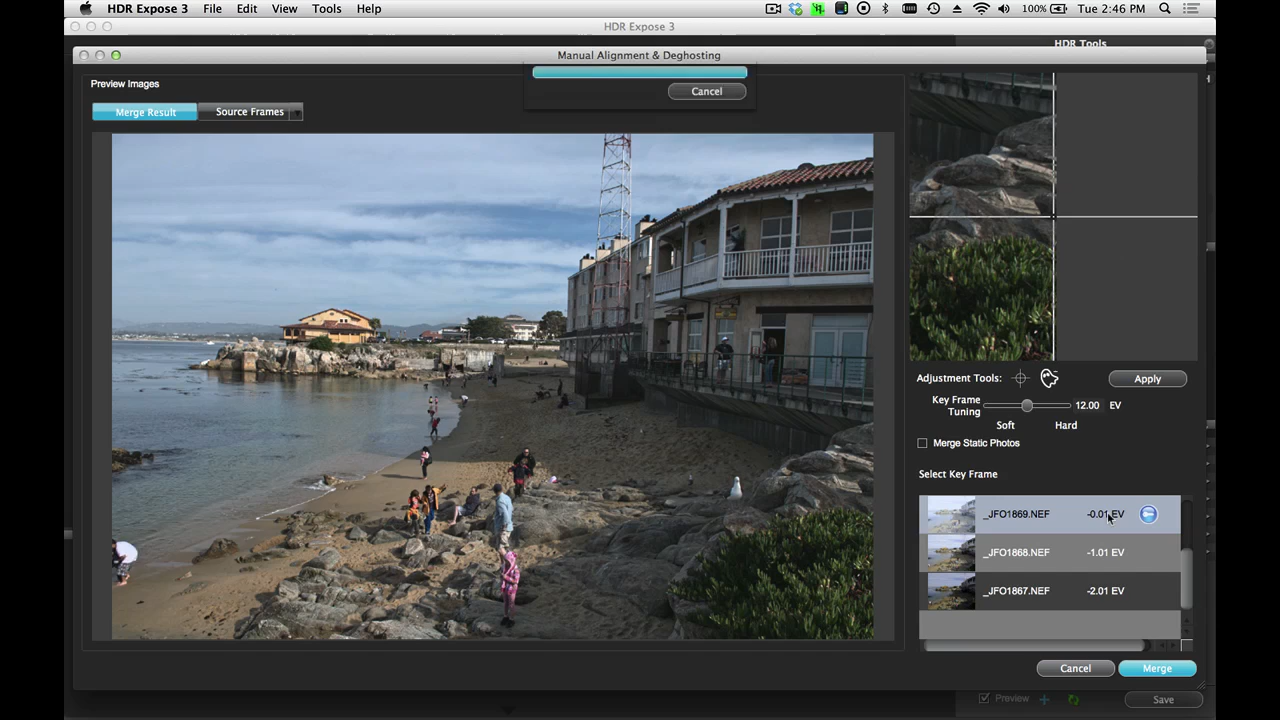 HDR Expose 3 File Edit View Tools Help 100% Tue 2:46 PM
HDR Expose 3
HDR Tools
Manual Alignment & Deghosting
Preview Images
Cancel
Merge Result Source Frames
Adjustment Tools: Apply
Key Frame Tuning 12.00 EV
Soft Hard
Merge Static Photos
Select Key Frame
_JFO1869.NEF -0.01 EV
_JFO1868.NEF -1.01 EV
_JFO1867.NEF -2.01 EV
Cancel Merge
Preview Save